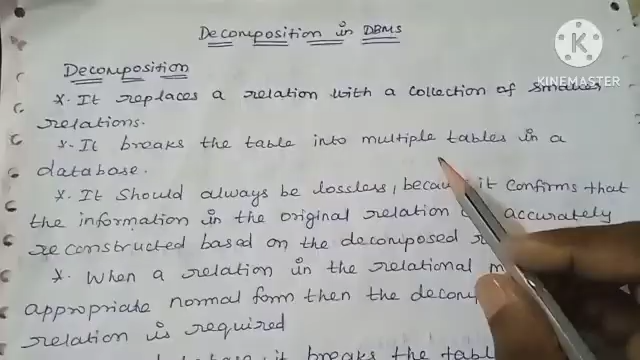 Decomposition in DBMS
KINEMASTER
Decomposition
*. It replaces a relation with a collection of smaller
relations.
*. It breaks the table into multiple tables in a
database.
*. It should always be lossless, because it confirms that
the information in the original relation accurately
reconstructed based on the decomposed
*. When a relation in the relational
appropriate normal form then the
relation is required
it breaks the